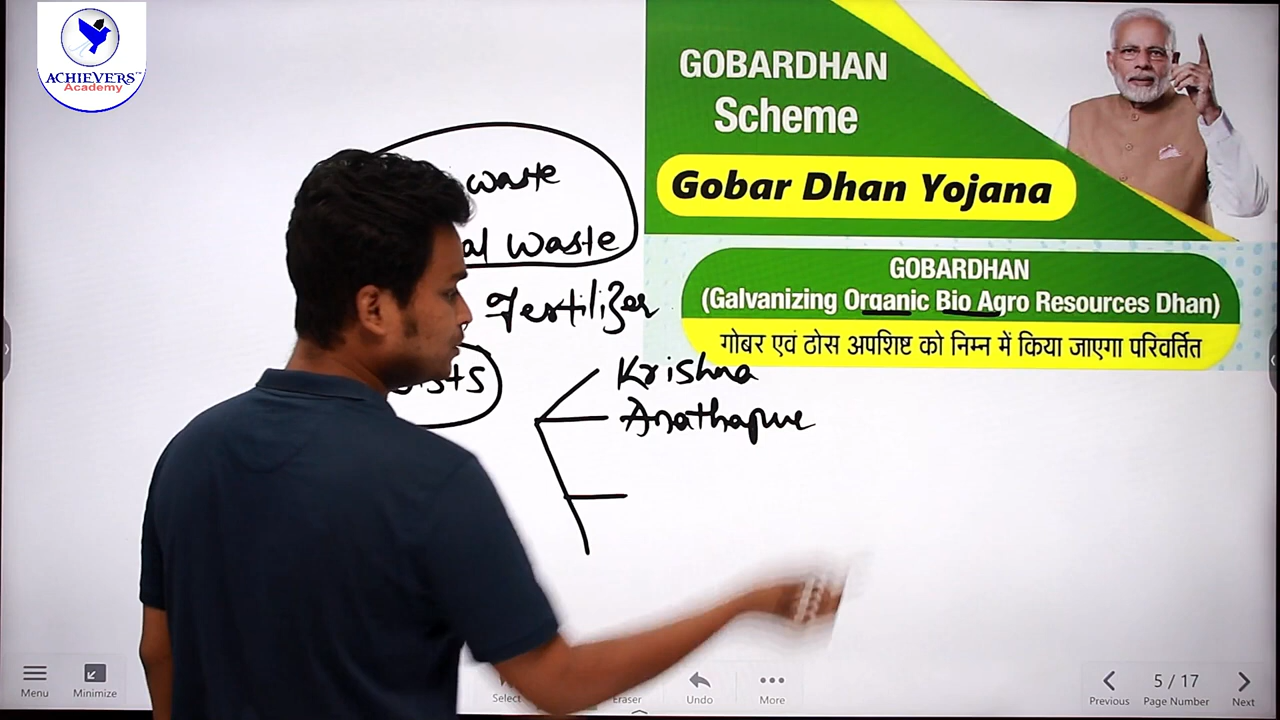 ACHIEVERS™
Academy
GOBARDHAN
Scheme
Gobar Dhan Yojana
GOBARDHAN
(Galvanizing Organic Bio Agro Resources Dhan)
गोबर एवं ठोस अपशिष्ट को निम्न में किया जाएगा परिवर्तित
waste
al waste
fertilizer
Krishna
Anathapur
Menu
Minimize
Select
Eraser
Undo
More
Previous
5 / 17
Page Number
Next